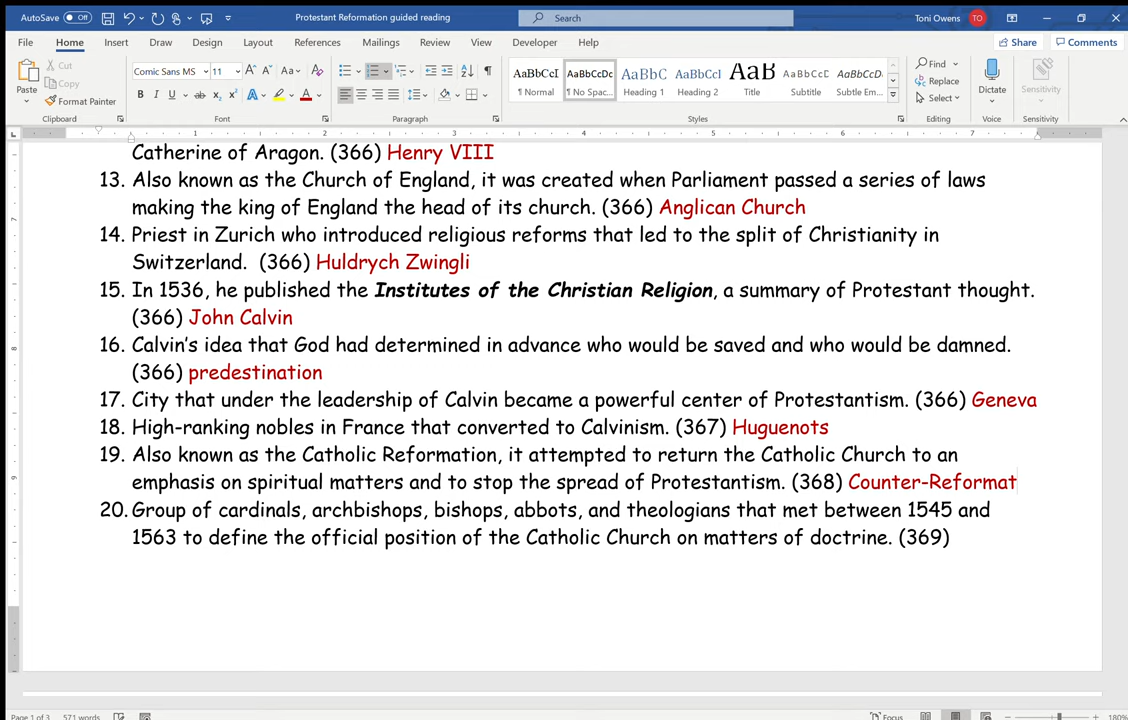 AutoSave Off Protestant Reformation guided reading Search Toni Owens TO
File Home Insert Draw Design Layout References Mailings Review View Developer Help Share Comments
Paste Cut Copy Format Painter Clipboard
Comic Sans MS 11 Font
Paragraph
AaBbCcI AaBbCcDc AaBbC AaBbCcI AaB AaBbCcD AaBbCcD
¶ Normal ¶ No Spac... Heading 1 Heading 2 Title Subtitle Subtle Em...
Styles
Find Replace Select Editing
Dictate Voice
Sensitivity Sensitivity
1 2 3 4 5 6 7
Catherine of Aragon. (366) Henry VIII
13. Also known as the Church of England, it was created when Parliament passed a series of laws
making the king of England the head of its church. (366) Anglican Church
14. Priest in Zurich who introduced religious reforms that led to the split of Christianity in
Switzerland. (366) Huldrych Zwingli
15. In 1536, he published the Institutes of the Christian Religion, a summary of Protestant thought.
(366) John Calvin
16. Calvin's idea that God had determined in advance who would be saved and who would be damned.
(366) predestination
17. City that under the leadership of Calvin became a powerful center of Protestantism. (366) Geneva
18. High-ranking nobles in France that converted to Calvinism. (367) Huguenots
19. Also known as the Catholic Reformation, it attempted to return the Catholic Church to an
emphasis on spiritual matters and to stop the spread of Protestantism. (368) Counter-Reformat
20. Group of cardinals, archbishops, bishops, abbots, and theologians that met between 1545 and
1563 to define the official position of the Catholic Church on matters of doctrine. (369)
Page 1 of 3 571 words Focus 180%